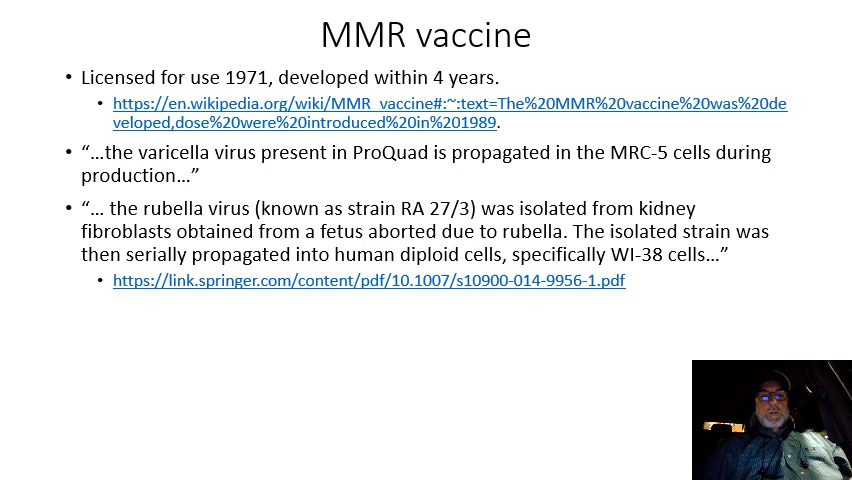 MMR vaccine
• Licensed for use 1971, developed within 4 years.
• https://en.wikipedia.org/wiki/MMR_vaccine#:~:text=The%20MMR%20vaccine%20was%20de
veloped,dose%20were%20introduced%20in%201989.
• “…the varicella virus present in ProQuad is propagated in the MRC-5 cells during
production…”
• “… the rubella virus (known as strain RA 27/3) was isolated from kidney
fibroblasts obtained from a fetus aborted due to rubella. The isolated strain was
then serially propagated into human diploid cells, specifically WI-38 cells…”
• https://link.springer.com/content/pdf/10.1007/s10900-014-9956-1.pdf